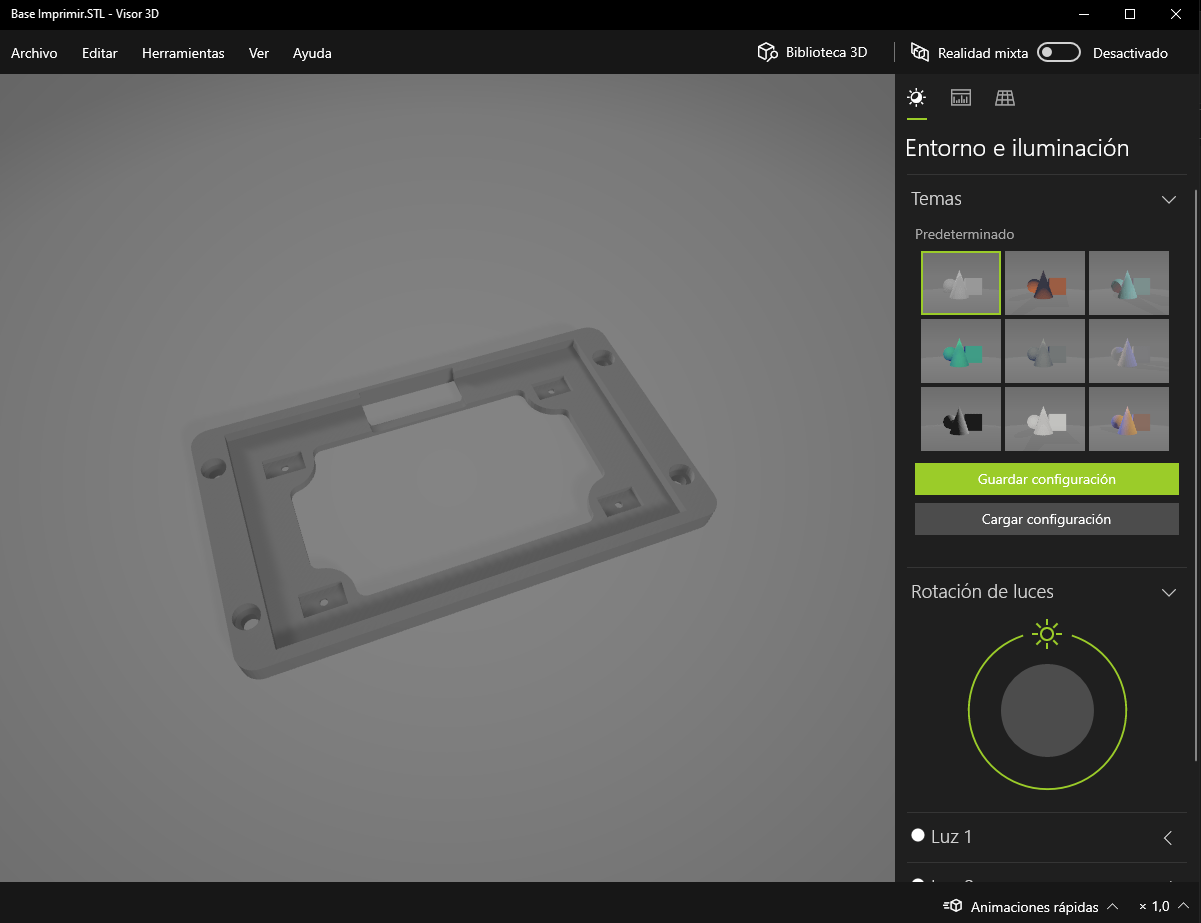 Base Imprimir.STL - Visor 3D
Archivo Editar Herramientas Ver Ayuda Biblioteca 3D Realidad mixta Desactivado
Entorno e iluminación
Temas
Predeterminado
Guardar configuración
Cargar configuración
Rotación de luces
Luz 1
Animaciones rápidas × 1,0